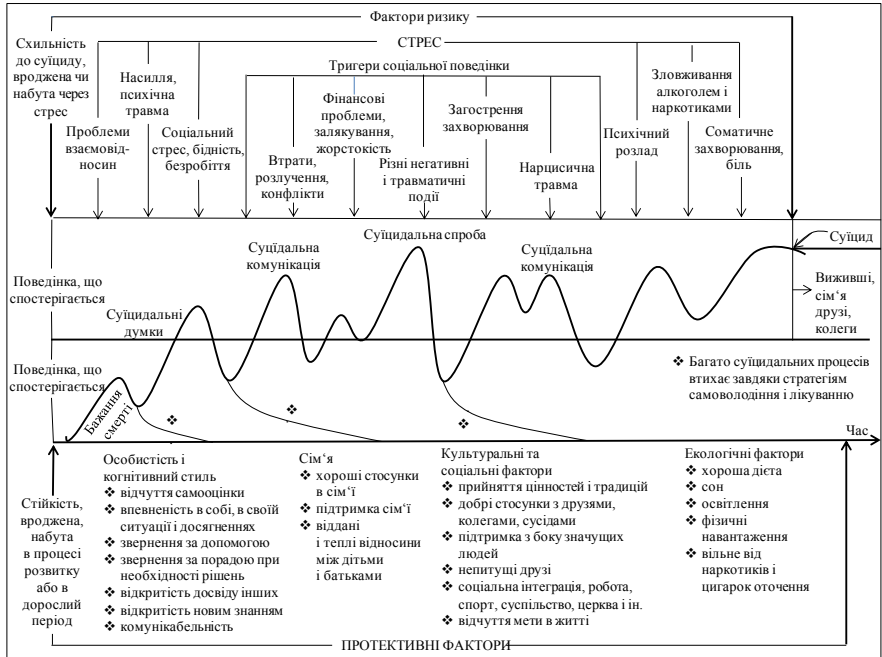 Фактори ризику
СТРЕС
Схильність
до суїциду,
вроджена чи
набута через
стрес
Проблеми
взаємовід-
носин
Насилля,
психічна
травма
Соціальний
стрес, бідність,
безробіття
Тригери соціальної поведінки
Втрати,
розлучення,
конфлікти
Фінансові
проблеми,
залякування,
жорстокість
Різні негативні
і травматичні
події
Загострення
захворювання
Нарцисична
травма
Психічний
розлад
Зловживання
алкоголем і
наркотиками
Соматичне
захворювання,
біль
Поведінка, що
спостерігається
Поведінка, що
спостерігається
Бажання
смерті
Суїцидальні
думки
Суцїдальна
комунікація
Суїцидальна спроба
Суцїдальна
комунікація
Суїцид
Виживші,
сім‘я
друзі,
колеги
❖ Багато суїцидальних процесів
втихає завдяки стратегіям
самоволодіння і лікуванню
Час
Стійкість,
вроджена,
набута
в процесі
розвитку
або в
дорослий
період
Особистість і
когнітивний стиль
❖ відчуття самооцінки
❖ впевненість в собі, в своїй
ситуації і досягненнях
❖ звернення за допомогою
❖ звернення за порадою при
необхідності рішень
❖ відкритість досвіду інших
❖ відкритість новим знанням
❖ комунікабельність
Сім‘я
❖ хороші стосунки
в сім‘ї
❖ підтримка сім‘ї
❖ віддані
і теплі відносини
між дітьми
і батьками
Культуральні та
соціальні фактори
❖ прийняття цінностей і традицій
❖ добрі стосунки з друзями,
колегами, сусідами
❖ підтримка з боку значущих
людей
❖ непитущі друзі
❖ соціальна інтеграція, робота,
спорт, суспільство, церква і ін.
❖ відчуття мети в житті
Екологічні фактори
❖ хороша дієта
❖ сон
❖ освітлення
❖ фізичні
навантаження
❖ вільне від
наркотиків і
цигарок оточення
ПРОТЕКТИВНІ ФАКТОРИ